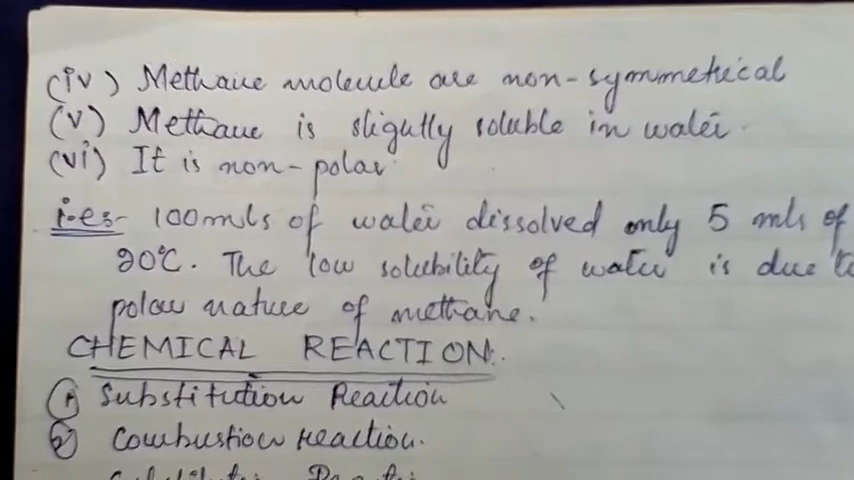 (iv) Methane molecule are non-symmetrical
(v) Methane is slightly soluble in water.
(vi) It is non-polar
i.es- 100mls of water dissolved only 5 mls of
20°C. The low solubility of water is due to
polar nature of methane.
CHEMICAL REACTION.
(1) Substitution Reaction
(2) Combustion reaction.